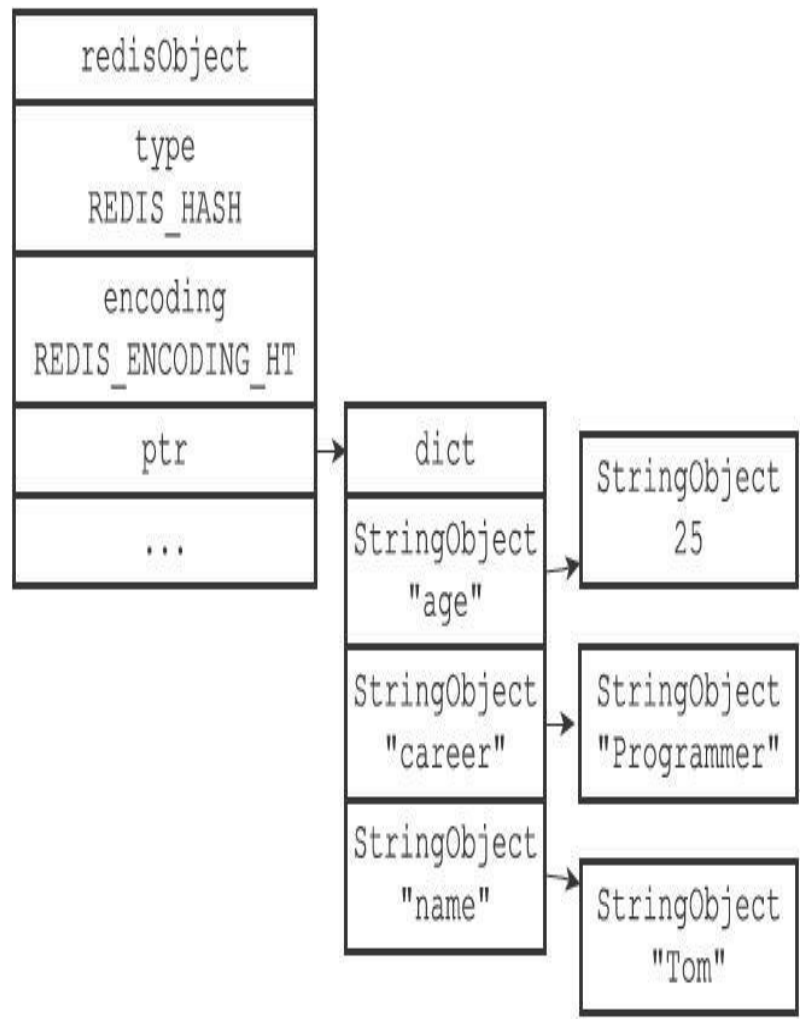 redisObject
type
REDIS_HASH
encoding
REDIS_ENCODING_HT
ptr
...
dict
StringObject
"age"
StringObject
"career"
StringObject
"name"
StringObject
25
StringObject
"Programmer"
StringObject
"Tom"